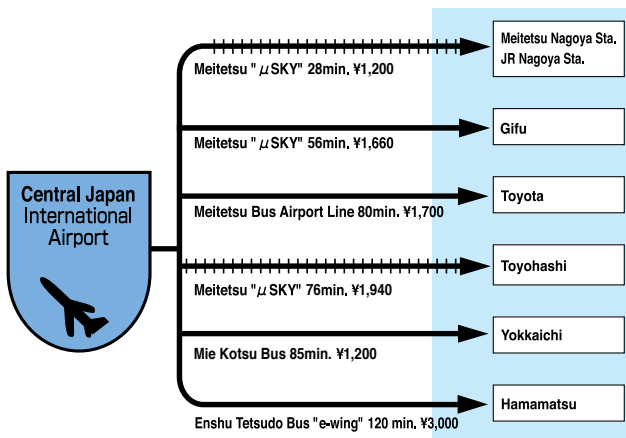 Central Japan
International
Airport
Meitetsu "μSKY" 28min. ¥1,200
Meitetsu Nagoya Sta.
JR Nagoya Sta.
Meitetsu "μSKY" 56min. ¥1,660
Gifu
Meitetsu Bus Airport Line 80min. ¥1,700
Toyota
Meitetsu "μSKY" 76min. ¥1,940
Toyohashi
Mie Kotsu Bus 85min. ¥1,200
Yokkaichi
Enshu Tetsudo Bus "e-wing" 120 min. ¥3,000
Hamamatsu